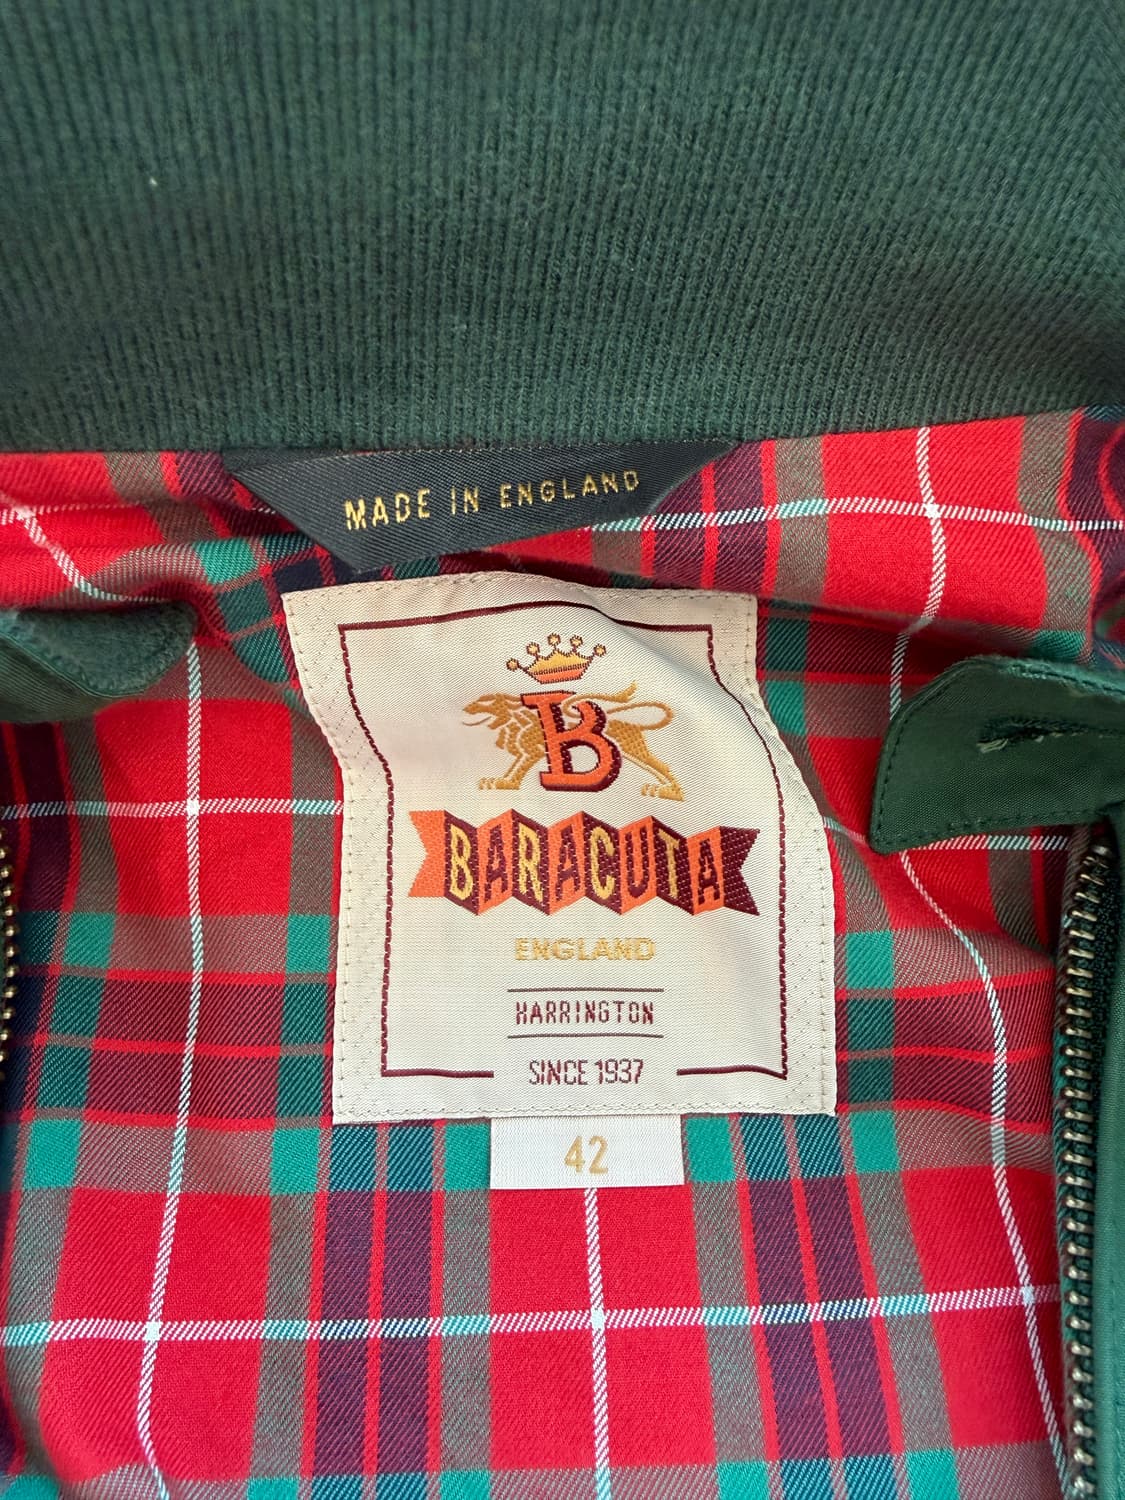 MADE IN ENGLAND
B
BARACUTA
ENGLAND
HARRINGTON
SINCE 1937
42